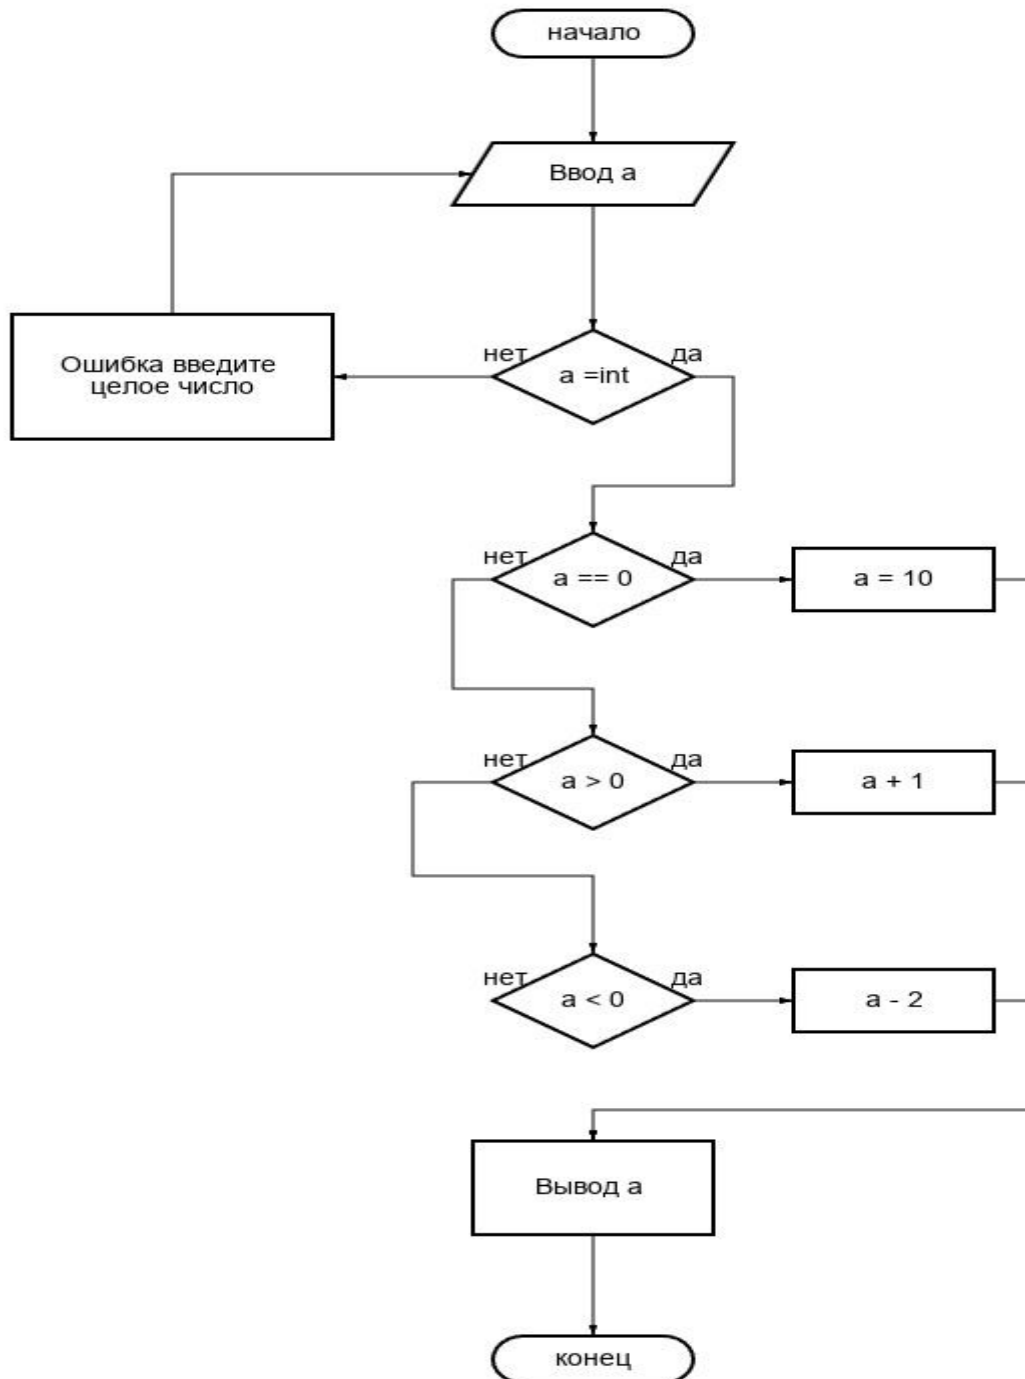 начало
Ввод а
нет
да
а =int
Ошибка введите
целое число
нет
да
а == 0
а = 10
нет
да
а > 0
а + 1
нет
да
а < 0
а - 2
Вывод а
конец